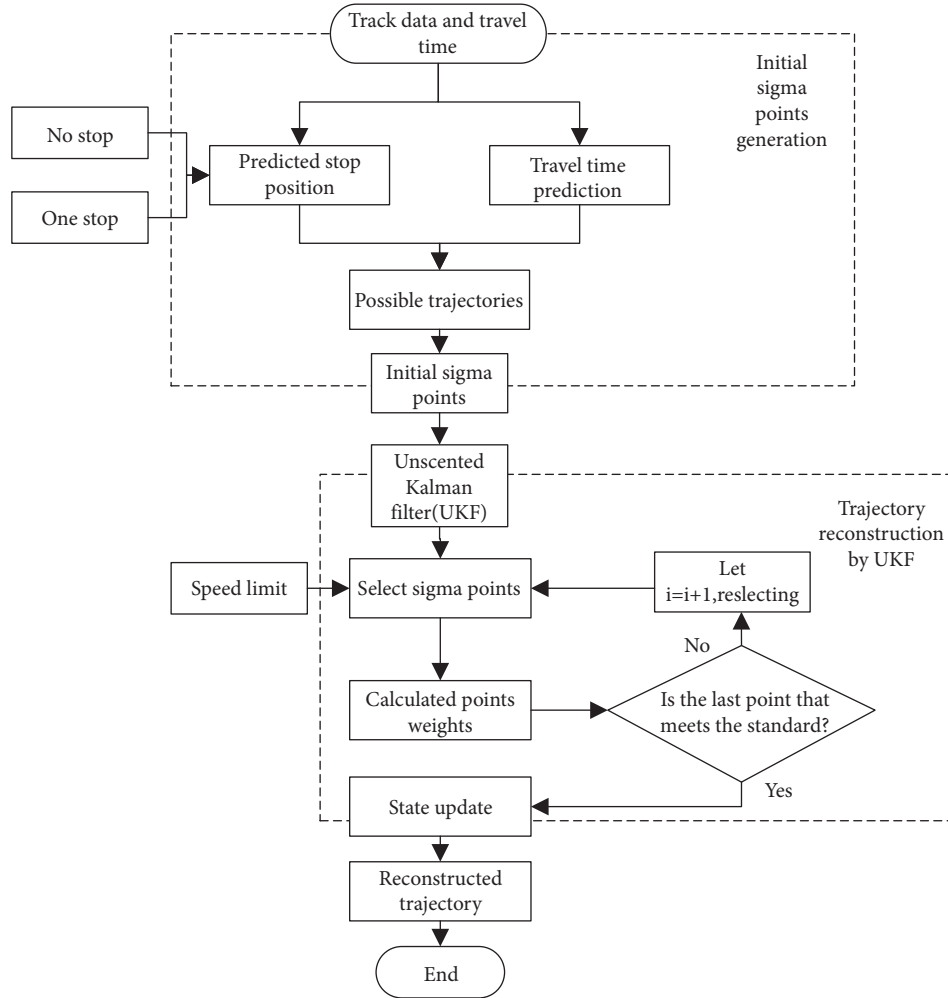 Track data and travel
time
Initial
sigma
points
generation
No stop
One stop
Predicted stop
position
Travel time
prediction
Possible trajectories
Initial sigma
points
Unscented
Kalman
filter(UKF)
Trajectory
reconstruction
by UKF
Speed limit
Select sigma points
Let
i=i+1,reslecting
No
Calculated points
weights
Is the last point that
meets the standard?
Yes
State update
Reconstructed
trajectory
End